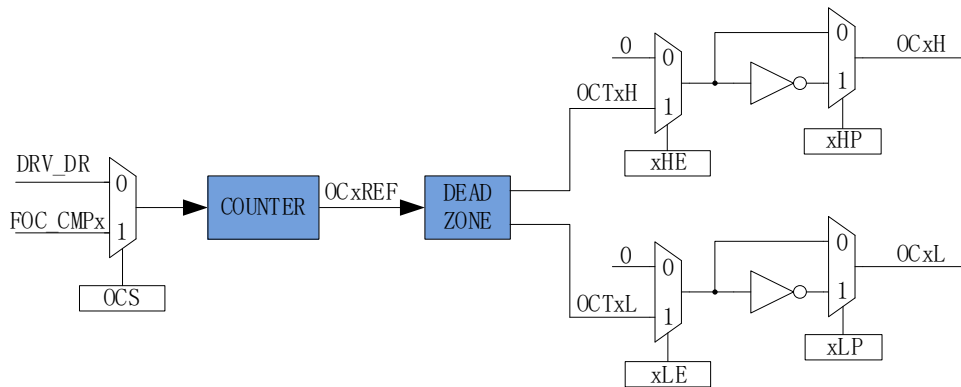 0
0
1
OCTxH
xHE
0
1
OCxH
xHP
DRV_DR
FOC_CMPx
0
1
OCS
COUNTER
OCxREF
DEAD
ZONE
0
0
1
OCTxL
xLE
0
1
OCxL
xLP